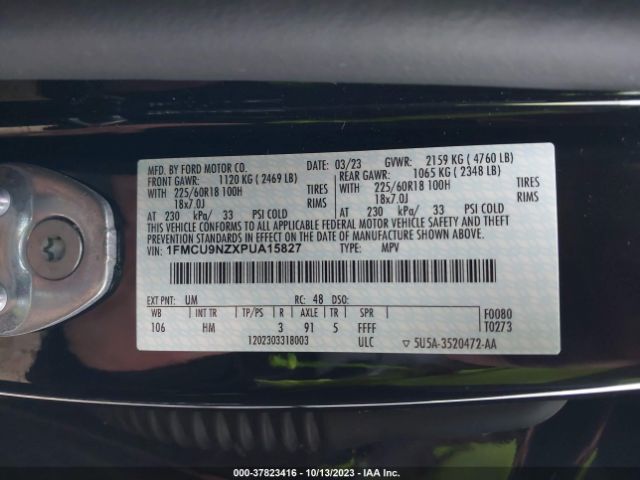 MFD. BY FORD MOTOR CO. DATE: 03/23 GVWR: 2159 KG ( 4760 LB)
FRONT GAWR: 1120 KG ( 2469 LB) REAR GAWR: 1065 KG ( 2348 LB)
WITH 225/60R18 100H TIRES WITH 225/60R18 100H TIRES
18x7.0J RIMS 18x7.0J RIMS
AT 230 kPa/ 33 PSI COLD AT 230 kPa/ 33 PSI COLD
THIS VEHICLE CONFORMS TO ALL APPLICABLE FEDERAL MOTOR VEHICLE SAFETY AND THEFT
PREVENTION STANDARDS IN EFFECT ON THE DATE OF MANUFACTURE SHOWN ABOVE.
VIN: 1FMCU9NZXPUA15827 TYPE: MPV
EXT PNT: UM RC: 48 DSO:
WB INT TR TP/PS R AXLE TR SPR F0080
106 HM 3 91 5 FFFF T0273
1202303318003 ULC ▽ 5U5A-3520472-AA
000-37823416 - 10/13/2023 - IAA Inc.